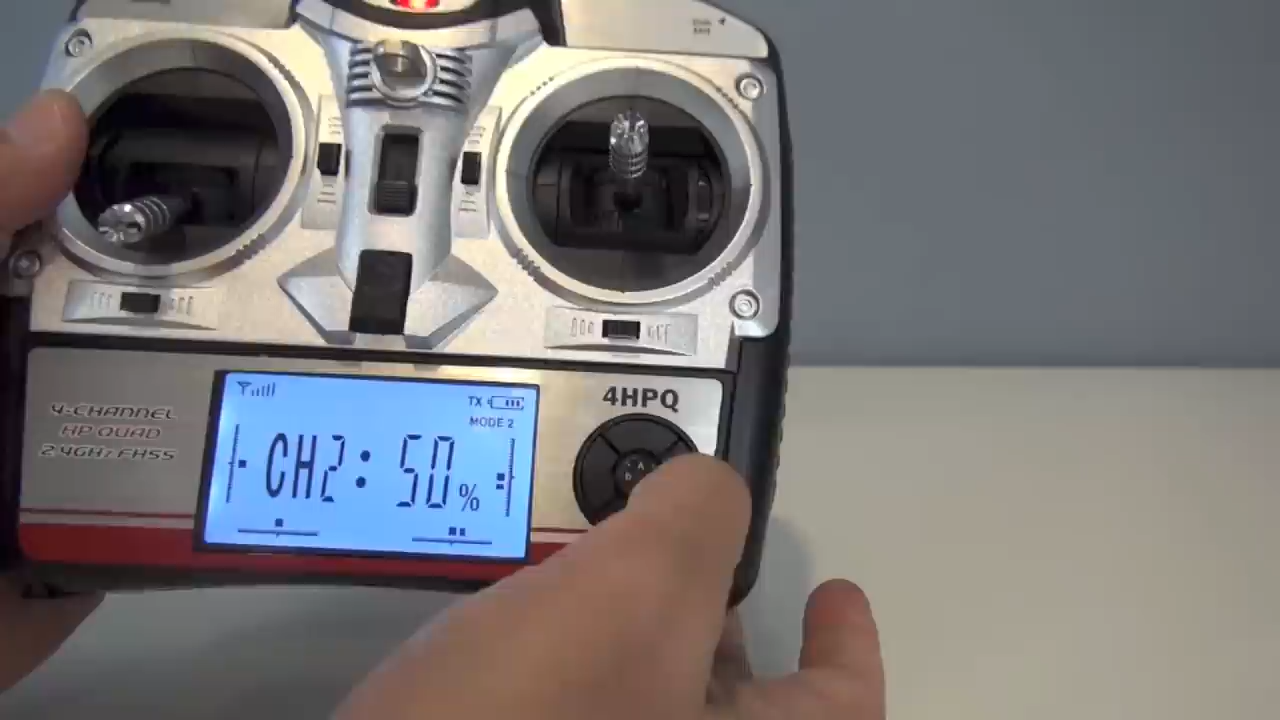 TX
MODE 2
CH2: 50%
4HPQ
4-CHANNEL
HP QUAD
2.4GHz FHSS